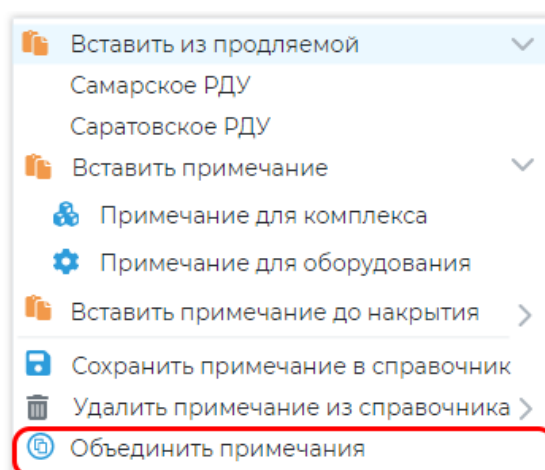 Вставить из продляемой
Самарское РДУ
Саратовское РДУ
Вставить примечание
Примечание для комплекса
Примечание для оборудования
Вставить примечание до накрытия
Сохранить примечание в справочник
Удалить примечание из справочника
Объединить примечания